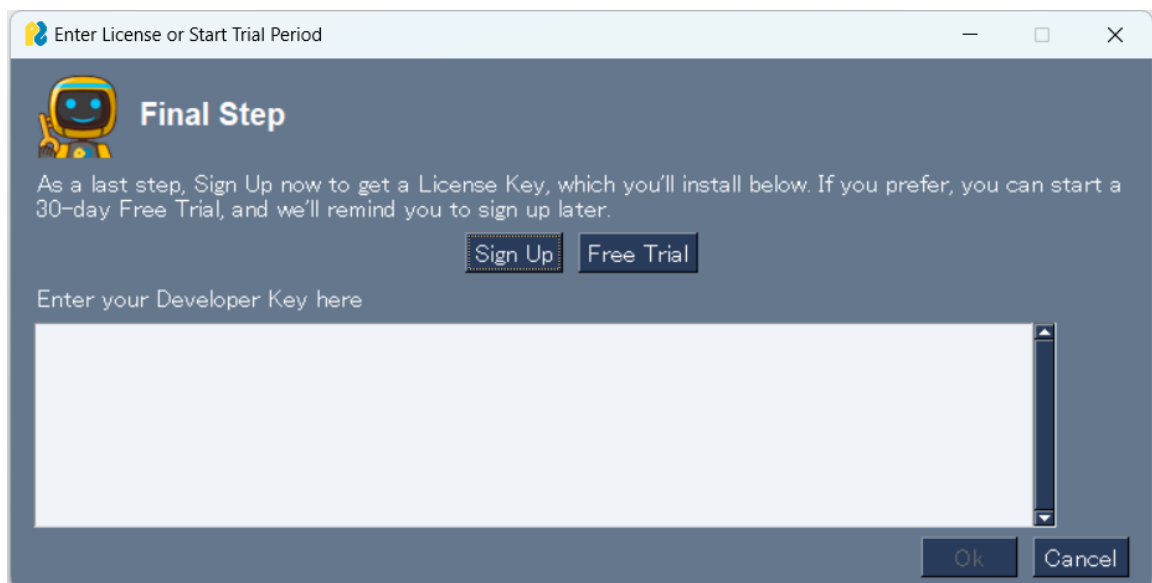 Enter License or Start Trial Period
Final Step
As a last step, Sign Up now to get a License Key, which you'll install below. If you prefer, you can start a
30-day Free Trial, and we'll remind you to sign up later.
Sign Up Free Trial
Enter your Developer Key here
Ok Cancel